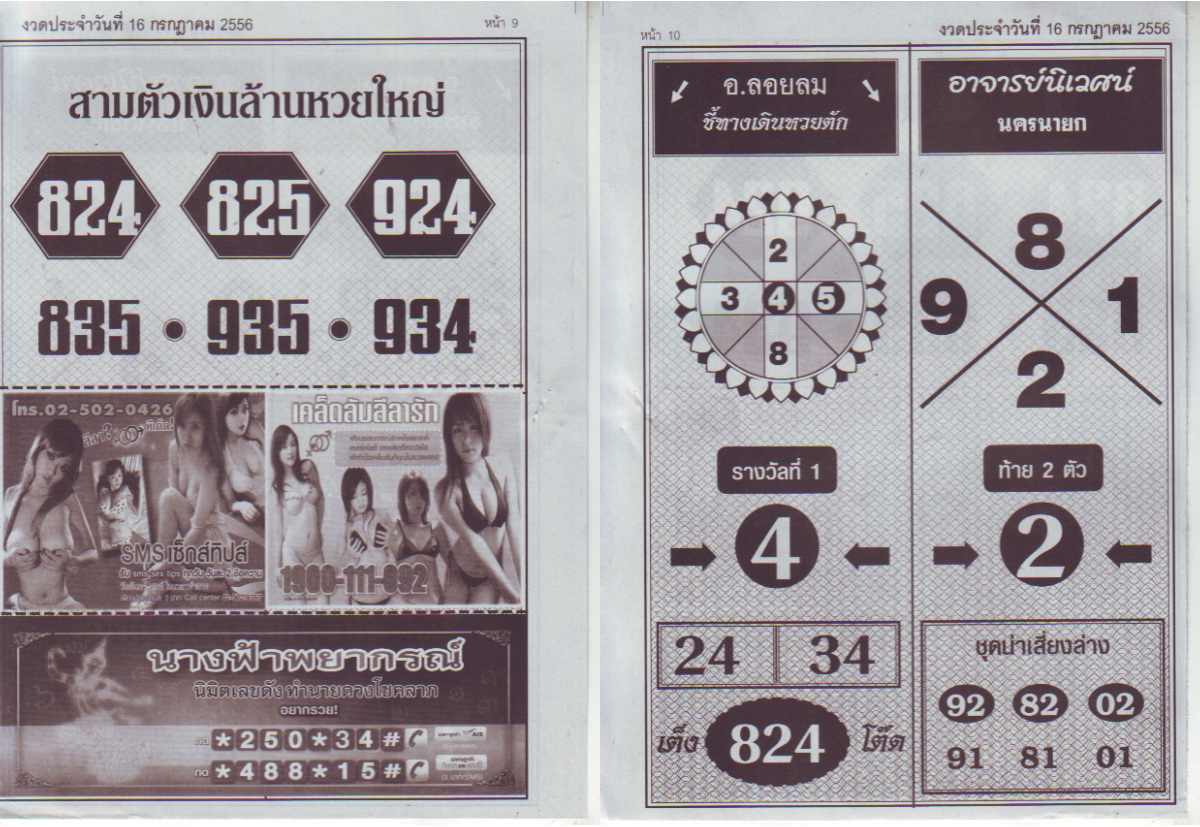 งวดประจำวันที่ 16 กรกฎาคม 2556
หน้า 9
สามตัวเงินล้านหวยใหญ่
824 825 924
835 • 935 • 934
โทร.02-502-0426
ลีลา?
SMS เซ็กส์ทิปส์
เคล็ดลับลีลารัก
1900-111-092
นางฟ้าพยากรณ์
นิมิตเลขดัง ทำนายดวงโชคลาภ
อยากรวย!
กด *250*34#
กด *488*15#
หน้า 10
งวดประจำวันที่ 16 กรกฎาคม 2556
อ.ลอยลม
ชี้ทางเดินหวยตัก
2
3 4 5
8
รางวัลที่ 1
4
24 34
เต็ง 824 โต๊ด
อาจารย์นิเวศน์
นครนายก
8
9 1
2
ท้าย 2 ตัว
2
ชุดน่าเสี่ยงล่าง
92 82 02
91 81 01